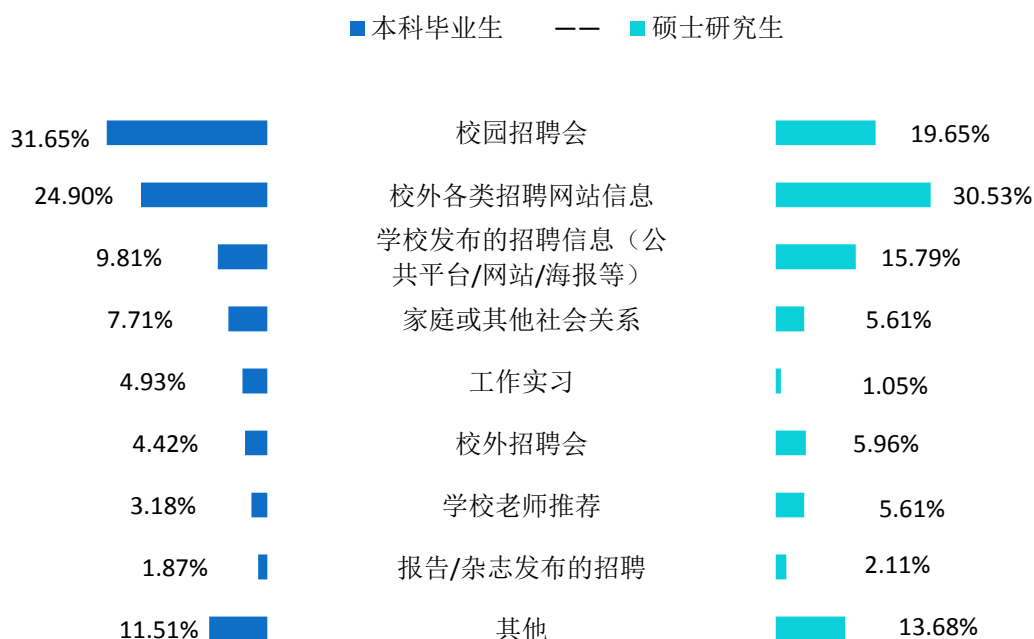 本科毕业生 —— 硕士研究生
31.65% 校园招聘会 19.65%
24.90% 校外各类招聘网站信息 30.53%
学校发布的招聘信息（公
9.81% 共平台/网站/海报等） 15.79%
7.71% 家庭或其他社会关系 5.61%
4.93% 工作实习 1.05%
4.42% 校外招聘会 5.96%
3.18% 学校老师推荐 5.61%
1.87% 报告/杂志发布的招聘 2.11%
11.51% 其他 13.68%